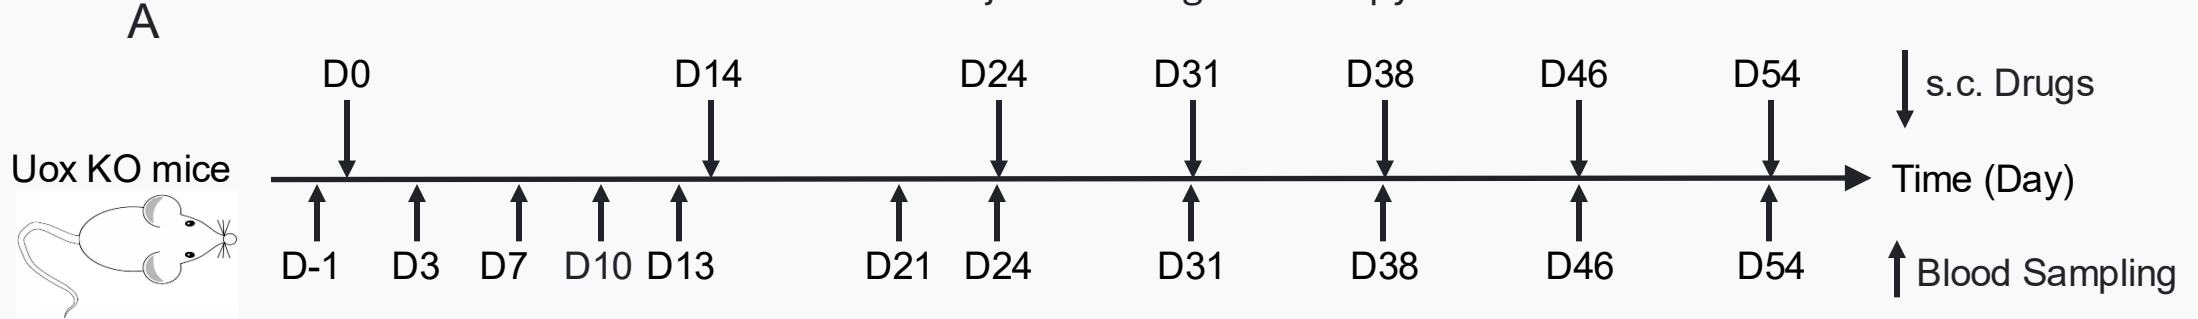 A
D0 D14 D24 D31 D38 D46 D54
s.c. Drugs
Uox KO mice
Time (Day)
D-1 D3 D7 D10 D13 D21 D24 D31 D38 D46 D54
Blood Sampling